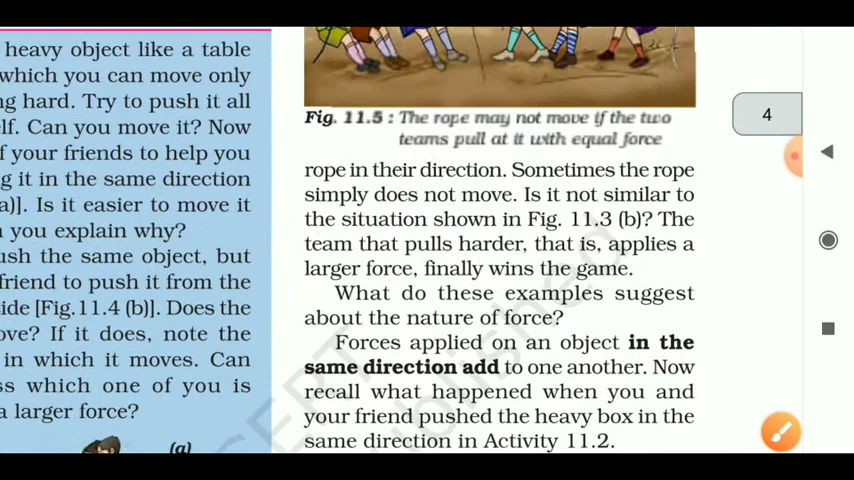 heavy object like a table
which you can move only
ng hard. Try to push it all
elf. Can you move it? Now
f your friends to help you
g it in the same direction
a)]. Is it easier to move it
you explain why?
ush the same object, but
friend to push it from the
ide [Fig.11.4 (b)]. Does the
ove? If it does, note the
in which it moves. Can
ss which one of you is
a larger force?
(a)
Fig. 11.5 : The rope may not move if the two
teams pull at it with equal force
rope in their direction. Sometimes the rope
simply does not move. Is it not similar to
the situation shown in Fig. 11.3 (b)? The
team that pulls harder, that is, applies a
larger force, finally wins the game.
What do these examples suggest
about the nature of force?
Forces applied on an object in the
same direction add to one another. Now
recall what happened when you and
your friend pushed the heavy box in the
same direction in Activity 11.2.
4